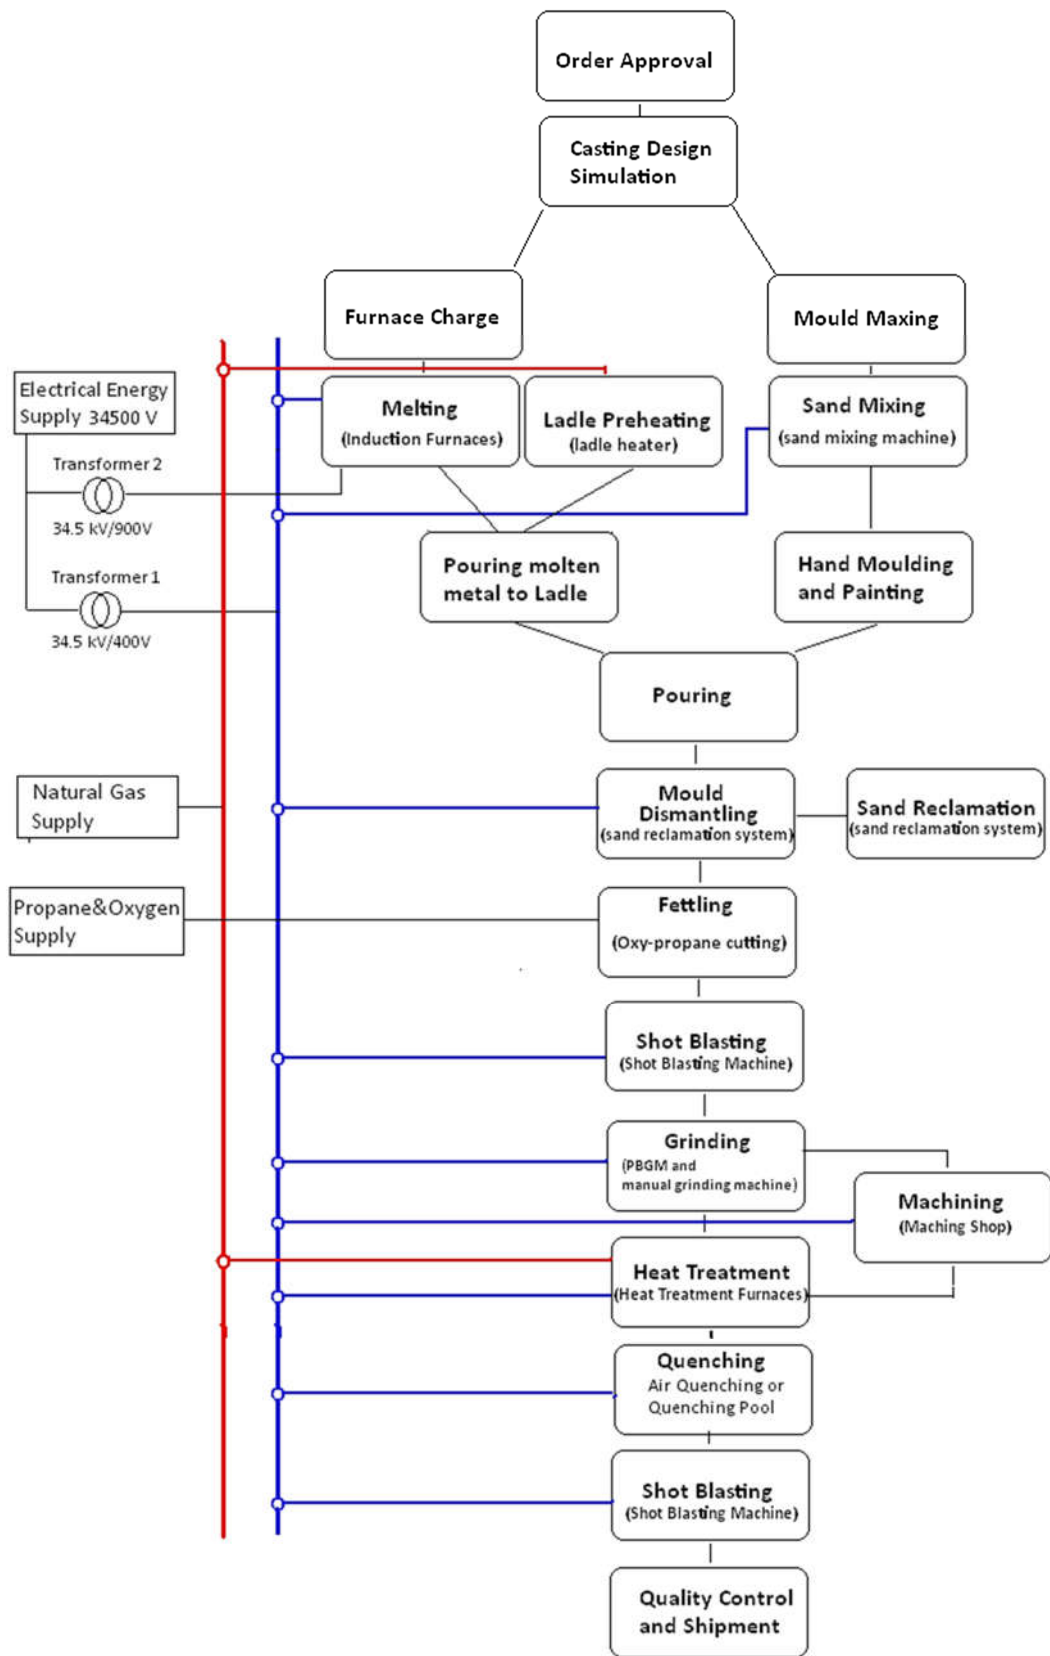 Order Approval
Casting Design
Simulation
Furnace Charge
Mould Maxing
Electrical Energy
Supply 34500 V
Melting
(Induction Furnaces)
Ladle Preheating
(ladle heater)
Sand Mixing
(sand mixing machine)
Transformer 2
34.5 kV/900V
Transformer 1
34.5 kV/400V
Pouring molten
metal to Ladle
Hand Moulding
and Painting
Pouring
Natural Gas
Supply
Mould
Dismantling
(sand reclamation system)
Sand Reclamation
(sand reclamation system)
Propane&Oxygen
Supply
Fettling
(Oxy-propane cutting)
Shot Blasting
(Shot Blasting Machine)
Grinding
(PBGM and
manual grinding machine)
Machining
(Maching Shop)
Heat Treatment
(Heat Treatment Furnaces)
Quenching
Air Quenching or
Quenching Pool
Shot Blasting
(Shot Blasting Machine)
Quality Control
and Shipment